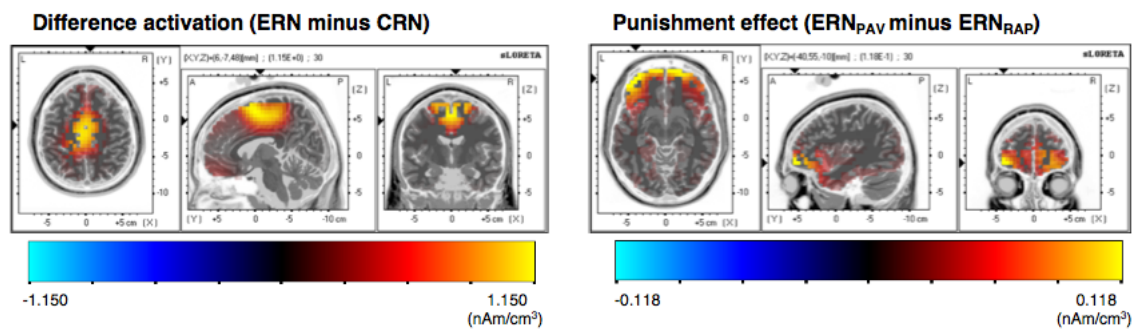 Difference activation (ERN minus CRN)
[X,Y,Z]=(6,-7,48)[mm] ; (1.15E+0) ; 30 sLORETA
L R (Y) A P (Z) L R (Z)
+5 0 -5 -10
+5 0 -5
+5 0 -5
-5 0 +5 cm (X) (Y) +5 0 -5 -10 cm -5 0 +5 cm (X)
-1.150 1.150
(nAm/cm³)
Punishment effect (ERNPAV minus ERNRAP)
[X,Y,Z]=(-40,55,-10)[mm] ; (1.18E-1) ; 30 sLORETA
L R (Y) A P (Z) L R (Z)
+5 0 -5 -10
+5 0 -5
+5 0 -5
-5 0 +5 cm (X) (Y) +5 0 -5 -10 cm -5 0 +5 cm (X)
-0.118 0.118
(nAm/cm³)